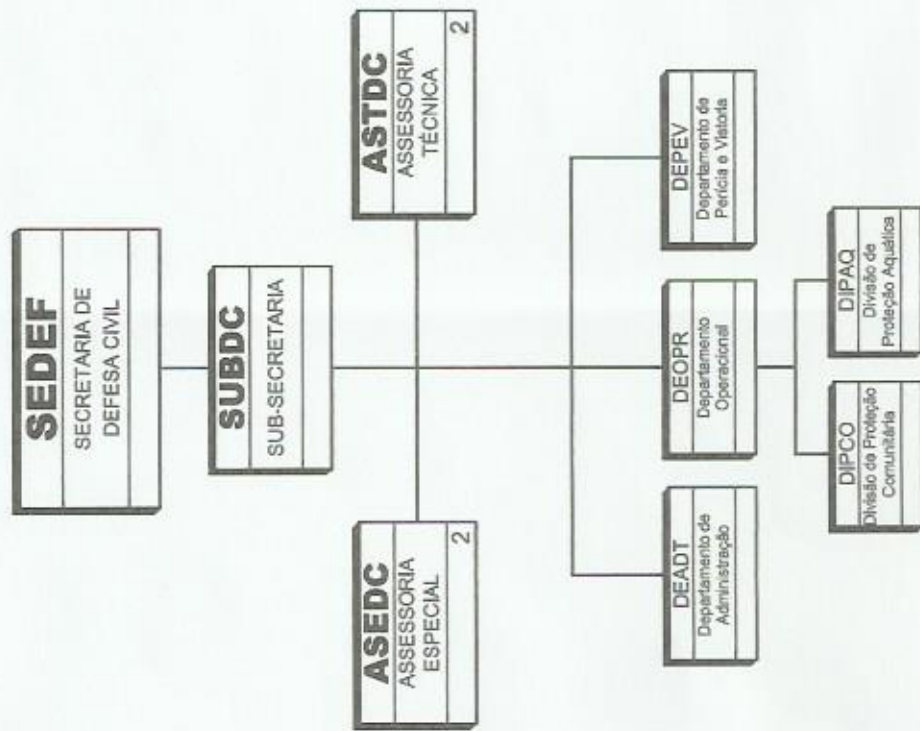 SEDEF
SECRETARIA DE
DEFESA CIVIL
SUBDC
SUB-SECRETARIA
ASEDC
ASSESSORIA
ESPECIAL
2
ASTDC
ASSESSORIA
TÉCNICA
2
DEADT
Departamento de
Administração
DEOPR
Departamento
Operacional
DEPEV
Departamento de
Perícia e Vistoria
DIPCO
Divisão de Proteção
Comunitária
DIPAQ
Divisão de
Proteção Aquática